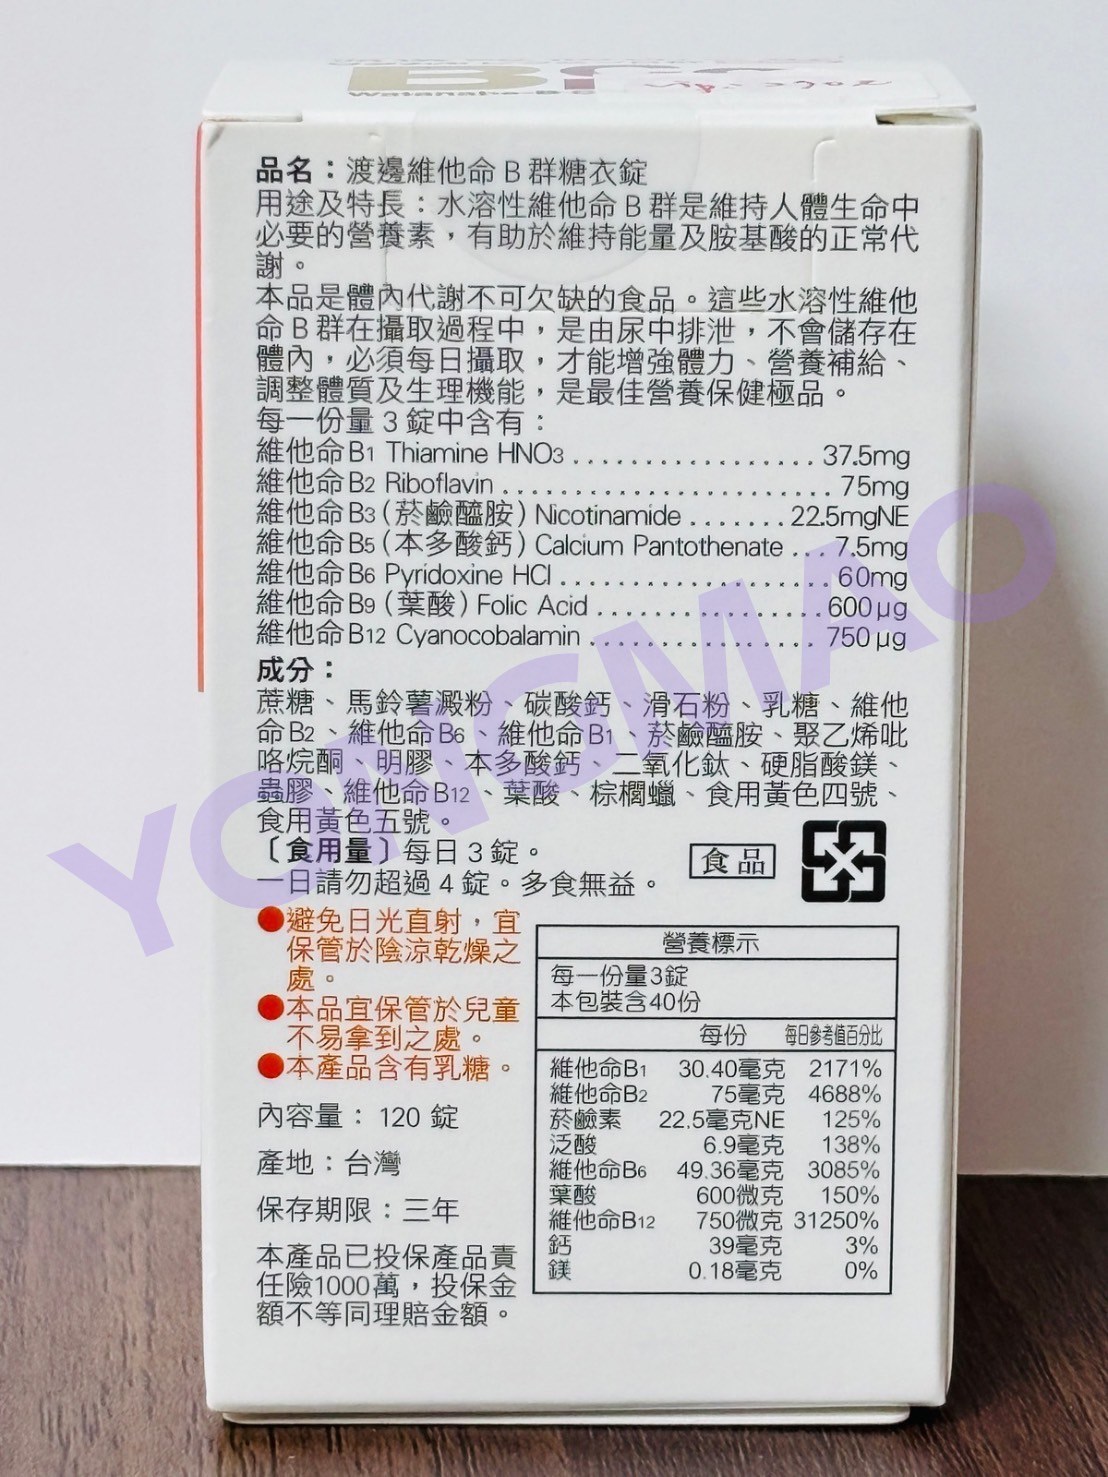 Watanabe-B.C
品名：渡邊維他命B群糖衣錠
用途及特長：水溶性維他命B群是維持人體生命中
必要的營養素，有助於維持能量及胺基酸的正常代
謝。
本品是體內代謝不可欠缺的食品。這些水溶性維他
命B群在攝取過程中，是由尿中排泄，不會儲存在
體內，必須每日攝取，才能增強體力、營養補給、
調整體質及生理機能，是最佳營養保健極品。
每一份量3錠中含有：
維他命B1 Thiamine HNO3 .................. 37.5mg
維他命B2 Riboflavin ........................ 75mg
維他命B3(菸鹼醯胺)Nicotinamide ....... 22.5mgNE
維他命B5(本多酸鈣)Calcium Pantothenate ... 7.5mg
維他命B6 Pyridoxine HCl .................... 60mg
維他命B9(葉酸)Folic Acid ................. 600μg
維他命B12 Cyanocobalamin ................. 750μg
成分：
蔗糖、馬鈴薯澱粉、碳酸鈣、滑石粉、乳糖、維他
命B2、維他命B6、維他命B1、菸鹼醯胺、聚乙烯吡
咯烷酮、明膠、本多酸鈣、二氧化鈦、硬脂酸鎂、
蟲膠、維他命B12、葉酸、棕櫚蠟、食用黃色四號、
食用黃色五號。
〔食用量〕每日3錠。
一日請勿超過4錠。多食無益。
食品
●避免日光直射，宜
保管於陰涼乾燥之
處。
●本品宜保管於兒童
不易拿到之處。
●本產品含有乳糖。
內容量：120 錠
產地：台灣
保存期限：三年
本產品已投保產品責
任險1000萬，投保金
額不等同理賠金額。
營養標示
每一份量3錠
本包裝含40份
每份 每日參考值百分比
維他命B1 30.40毫克 2171%
維他命B2 75毫克 4688%
菸鹼素 22.5毫克NE 125%
泛酸 6.9毫克 138%
維他命B6 49.36毫克 3085%
葉酸 600微克 150%
維他命B12 750微克 31250%
鈣 39毫克 3%
鎂 0.18毫克 0%
YONGMAO